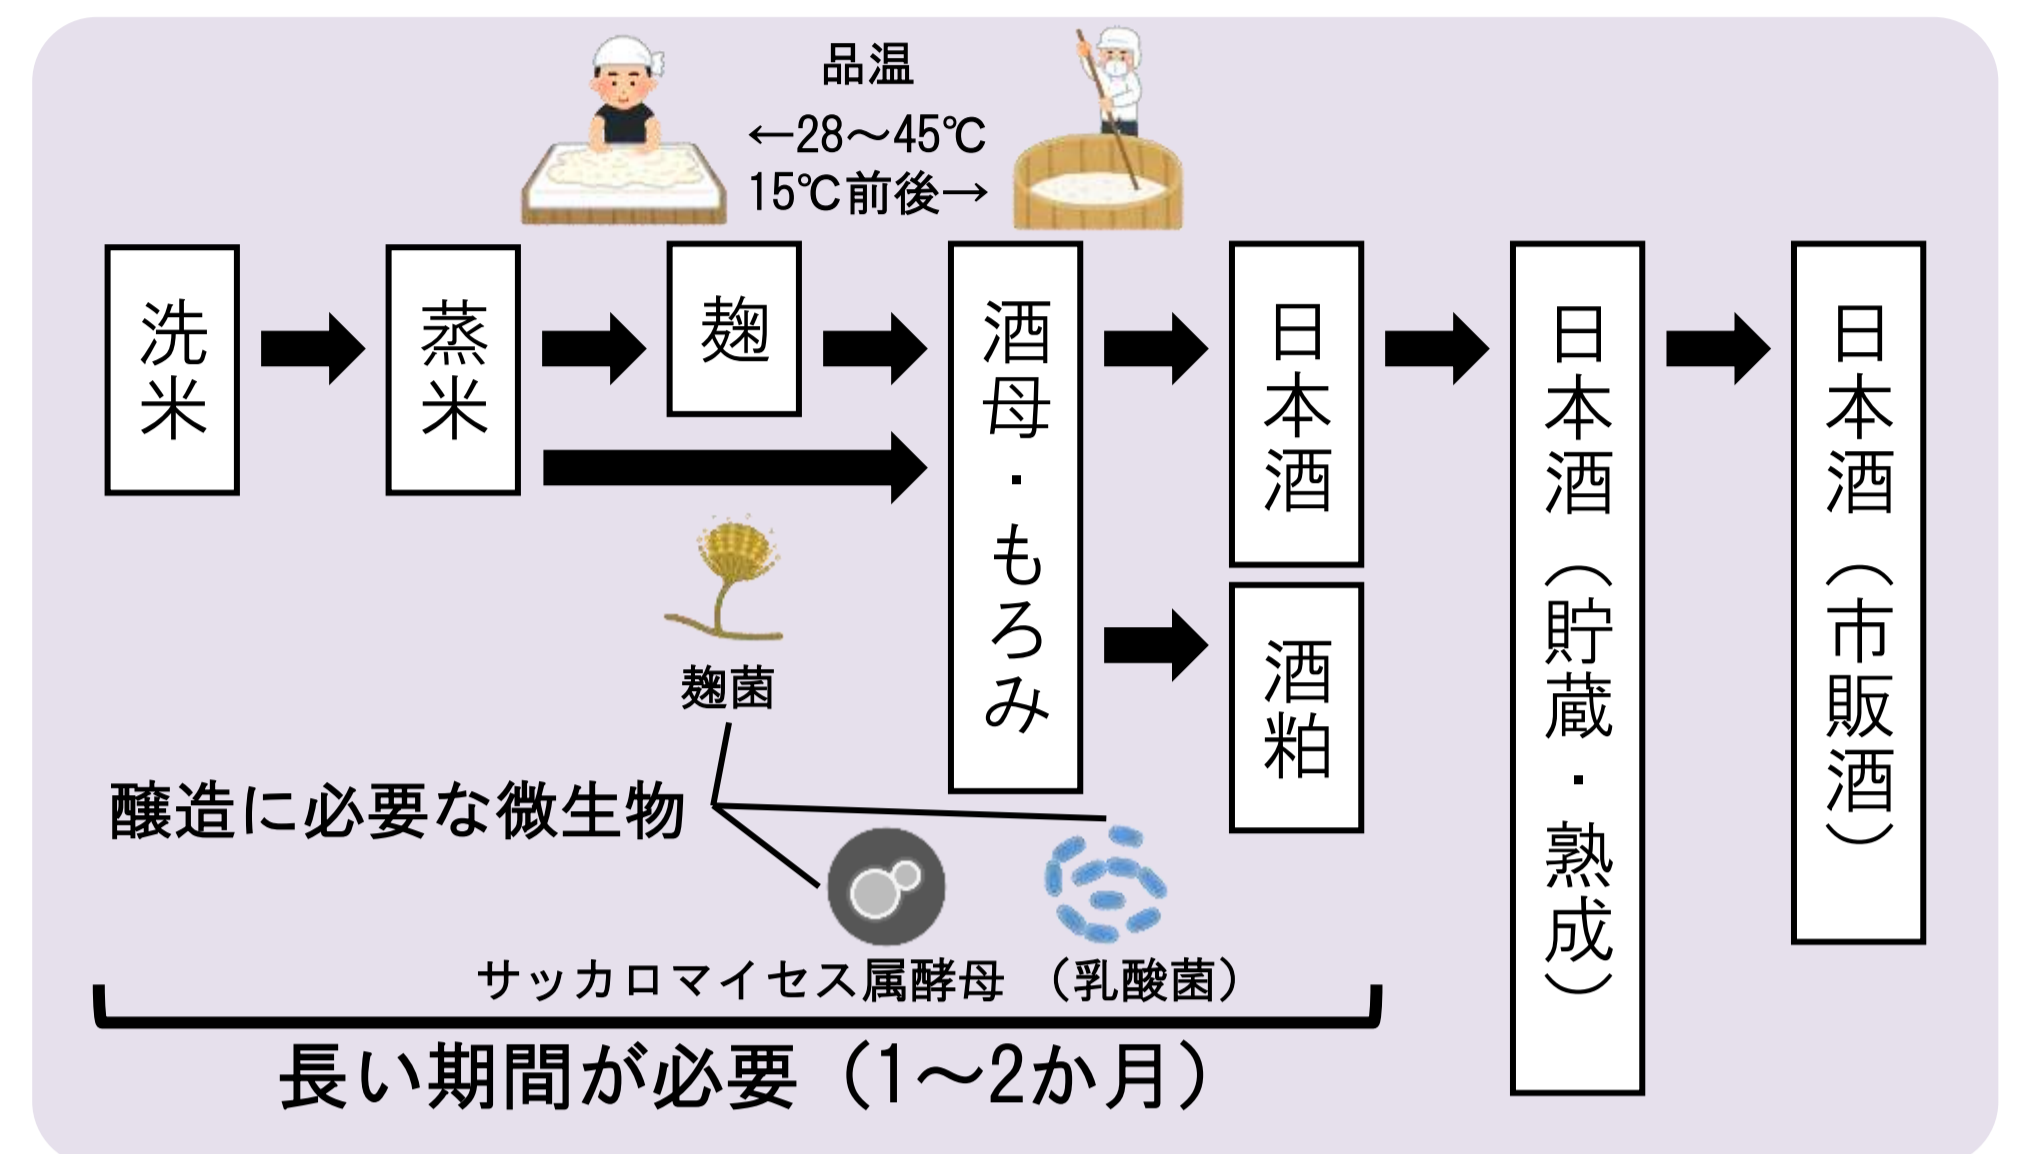 品温
←28～45℃
15℃前後→
洗米
蒸米
麹
酒母・もろみ
日本酒
酒粕
日本酒（貯蔵・熟成）
日本酒（市販酒）
麹菌
醸造に必要な微生物
サッカロマイセス属酵母 （乳酸菌）
長い期間が必要（1～2か月）